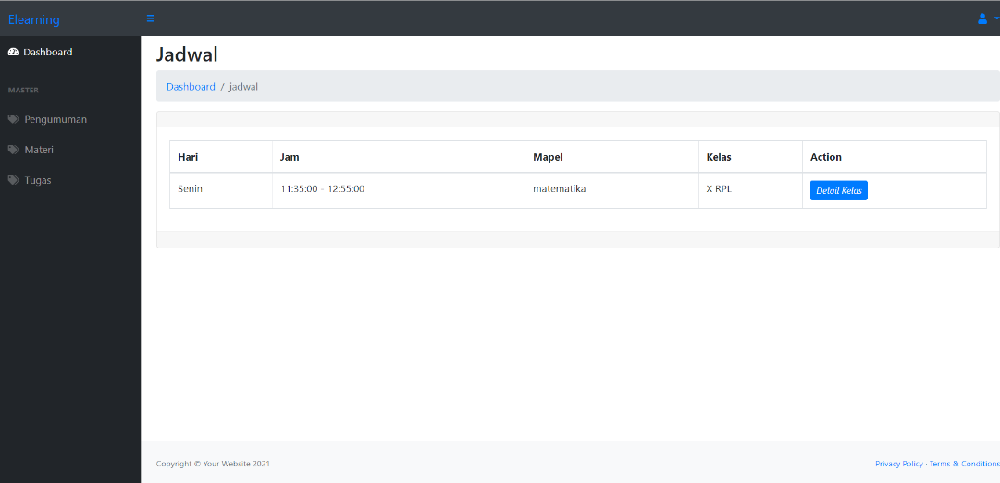 Elearning
Dashboard
MASTER
Pengumuman
Materi
Tugas
Jadwal
Dashboard / jadwal
Hari Jam Mapel Kelas Action
Senin 11:35:00 - 12:55:00 matematika X RPL Detail Kelas
Copyright © Your Website 2021 Privacy Policy · Terms & Conditions